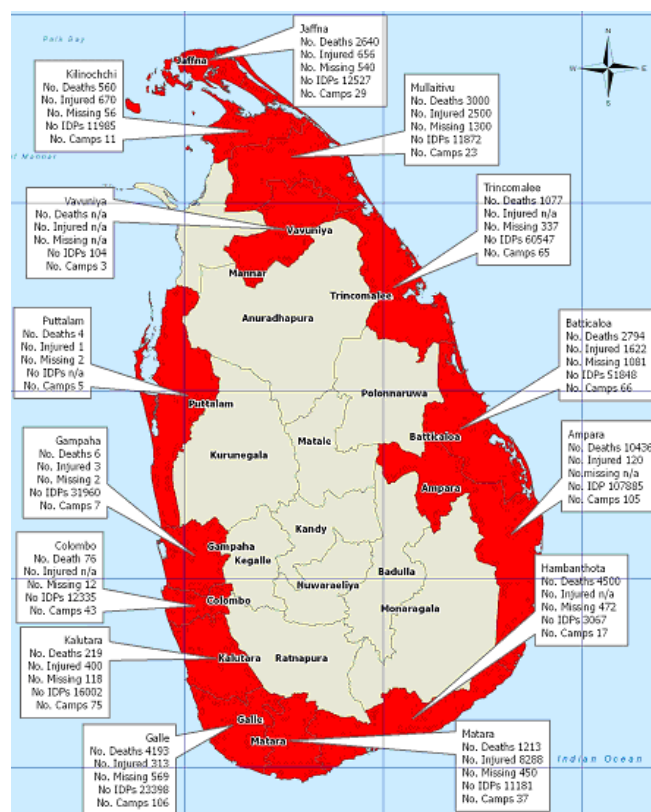 Jaffna
No. Deaths 2640
No. Injured 656
No. Missing 540
No IDPs 12527
No. Camps 29
Palk Bay
N
W
E
S
Jaffna
Kilinochchi
No. Deaths 560
No. Injured 670
No. Missing 56
No IDPs 11985
No. Camps 11
Mullaitivu
No. Deaths 3000
No. Injured 2500
No. Missing 1300
No IDPs 11872
No. Camps 23
of Mannar
Vavuniya
No. Deaths n/a
No. Injured n/a
No. Missing n/a
No IDPs 104
No. Camps 3
Trincomalee
No. Deaths 1077
No. Injured n/a
No. Missing 337
No IDPs 60547
No. Camps 65
Vavuniya
Mannar
Trincomalee
Anuradhapura
Puttalam
No. Deaths 4
No. Injured 1
No. Missing 2
No IDPs n/a
No. Camps 5
Batticaloa
No. Deaths 2794
No. Injured 1622
No. Missing 1081
No IDPs 51848
No. Camps 66
Polonnaruwa
Puttalam
Kurunegala
Matale
Batticaloa
Ampara
Gampaha
No. Deaths 6
No. Injured 3
No. Missing 2
No IDPs 31960
No. Camps 7
Ampara
No. Deaths 10436
No. Injured 120
No.missing n/a
No. IDP 107885
No. Camps 105
Kandy
Gampaha
Kegalle
Nuwaraeliya
Badulla
Colombo
No. Death 76
No. Injured n/a
No. Missing 12
No IDPs 12335
No. Camps 43
Colombo
Monaragala
Hambanthota
No. Deaths 4500
No. Injured n/a
No. Missing 472
No IDPs 3067
No. Camps 17
Kalutara
No. Deaths 219
No. Injured 400
No. Missing 118
No IDPs 16002
No. Camps 75
Kalutara
Ratnapura
Galle
Matara
Galle
No. Deaths 4193
No. Injured 313
No. Missing 569
No IDPs 23398
No. Camps 106
Matara
No. Deaths 1213
No. Injured 8288
No. Missing 450
No IDPs 11181
No. Camps 37
Indian Ocean